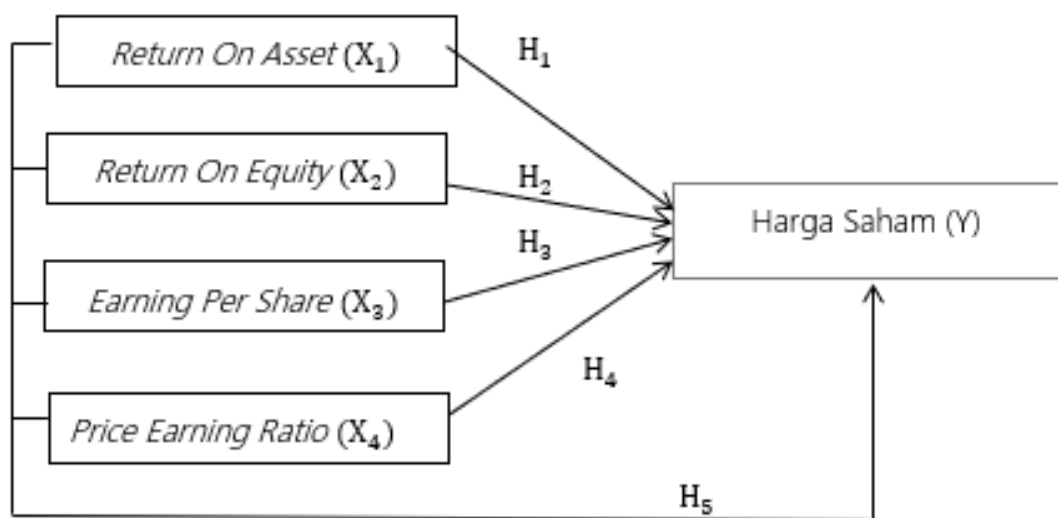 Return On Asset (X₁)
H₁
Return On Equity (X₂)
H₂
Harga Saham (Y)
H₃
Earning Per Share (X₃)
H₄
Price Earning Ratio (X₄)
H₅